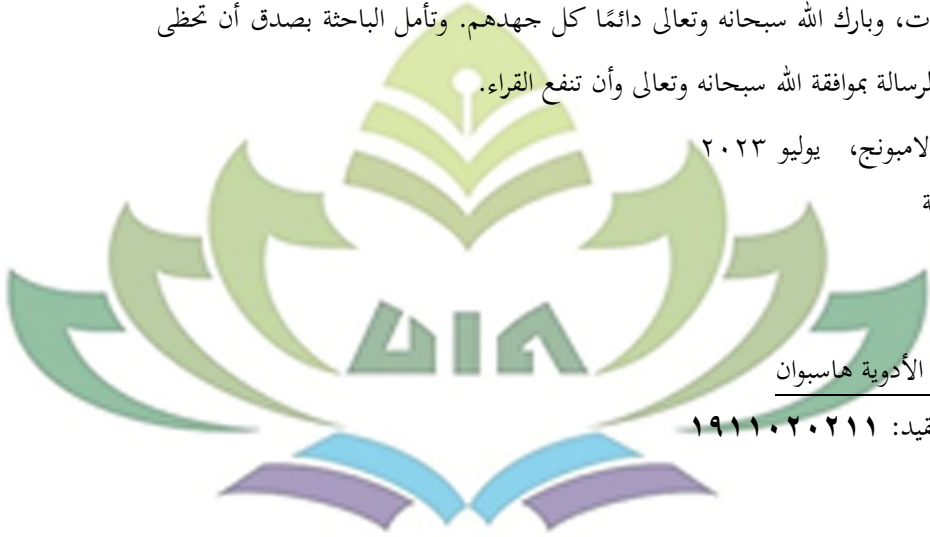 ت، وبارك الله سبحانه وتعالى دائمًا كل جهدهم. وتأمل الباحثة بصدق أن تحظى
لرسالة بموافقة الله سبحانه وتعالى وأن تنفع القراء.
لامبونج، يوليو ٢٠٢٣
ة
UIN
الأدوية هاسبوان
قيد: ١٩١١٠٢٠٢١١